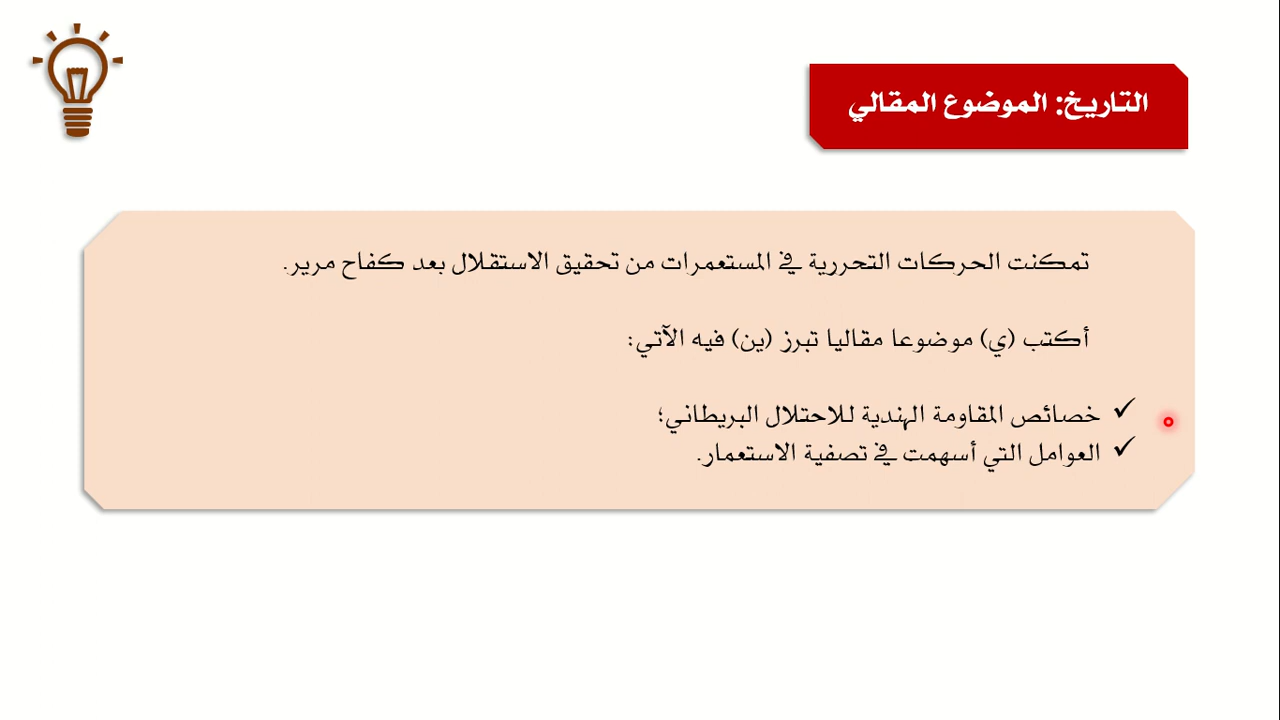 التاريخ: الموضوع المقالي
تمكنت الحركات التحررية في المستعمرات من تحقيق الاستقلال بعد كفاح مرير.
أكتب (ي) موضوعا مقاليا تبرز (ين) فيه الآتي:
✓ خصائص المقاومة الهندية للاحتلال البريطاني؛
✓ العوامل التي أسهمت في تصفية الاستعمار.